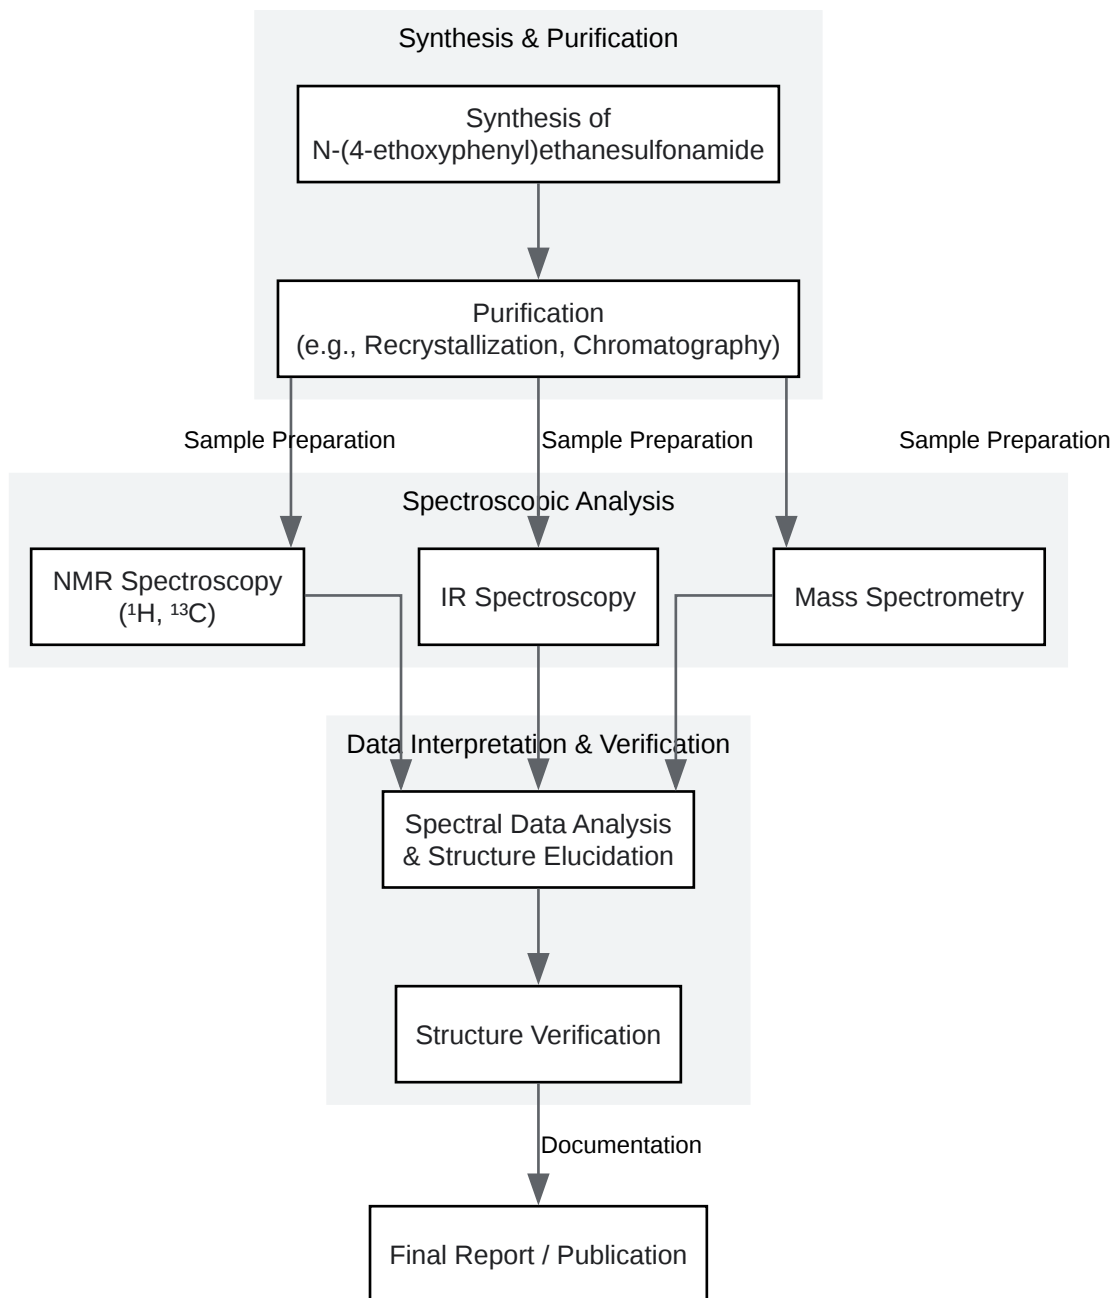 Synthesis & Purification
Synthesis of
N-(4-ethoxyphenyl)ethanesulfonamide
Purification
(e.g., Recrystallization, Chromatography)
Sample Preparation
Sample Preparation
Sample Preparation
Spectroscopic Analysis
NMR Spectroscopy
(¹H, ¹³C)
IR Spectroscopy
Mass Spectrometry
Data Interpretation & Verification
Spectral Data Analysis
& Structure Elucidation
Structure Verification
Documentation
Final Report / Publication